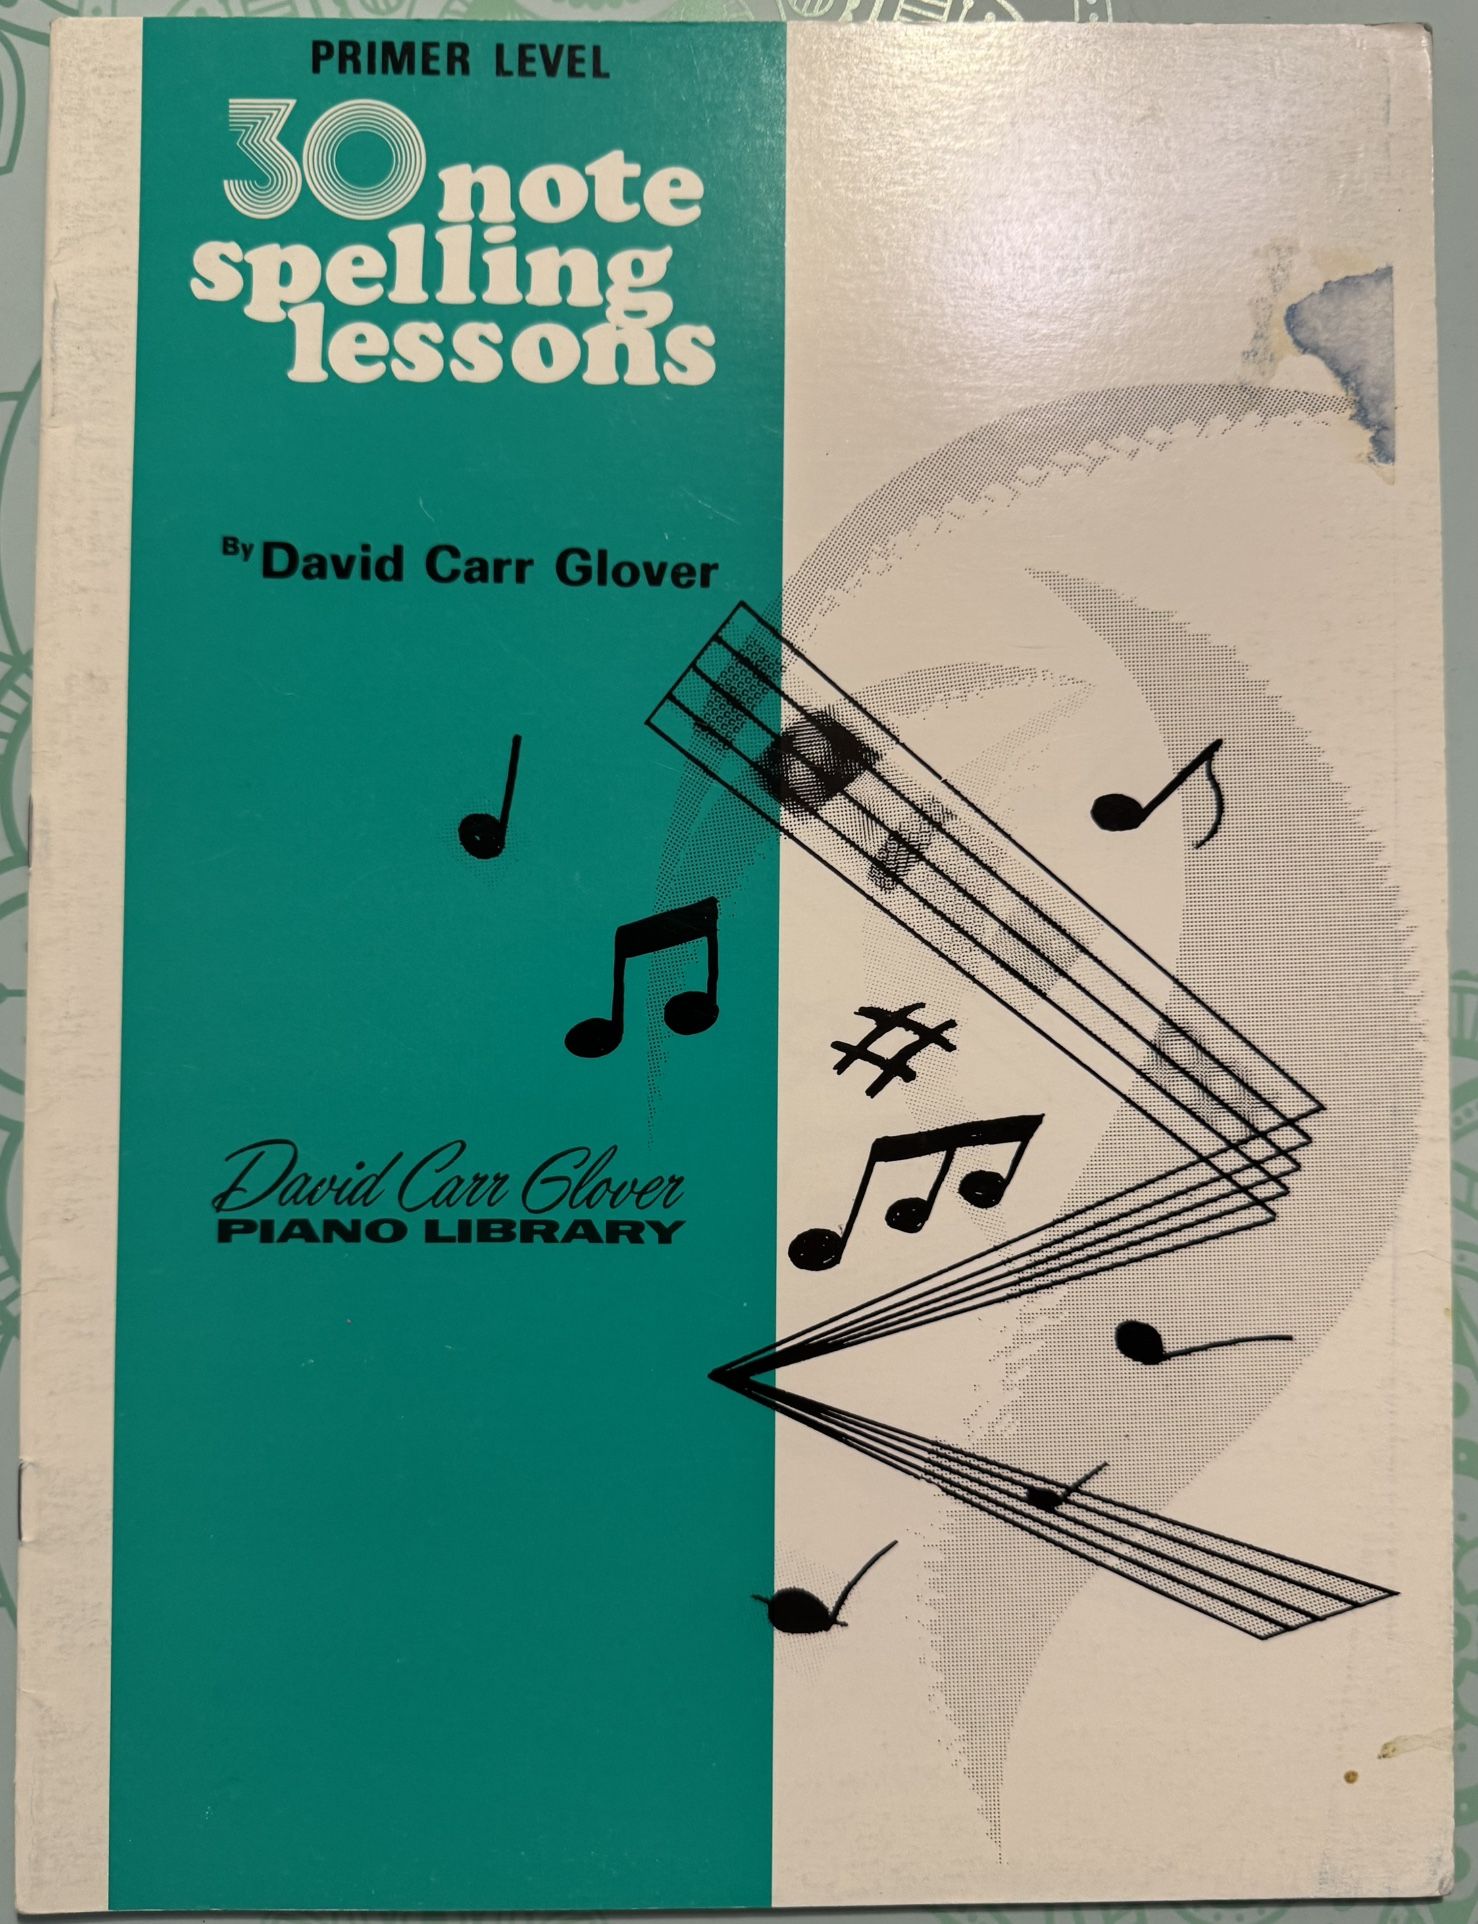 PRIMER LEVEL
30 note
spelling
lessons
By David Carr Glover
David Carr Glover
PIANO LIBRARY